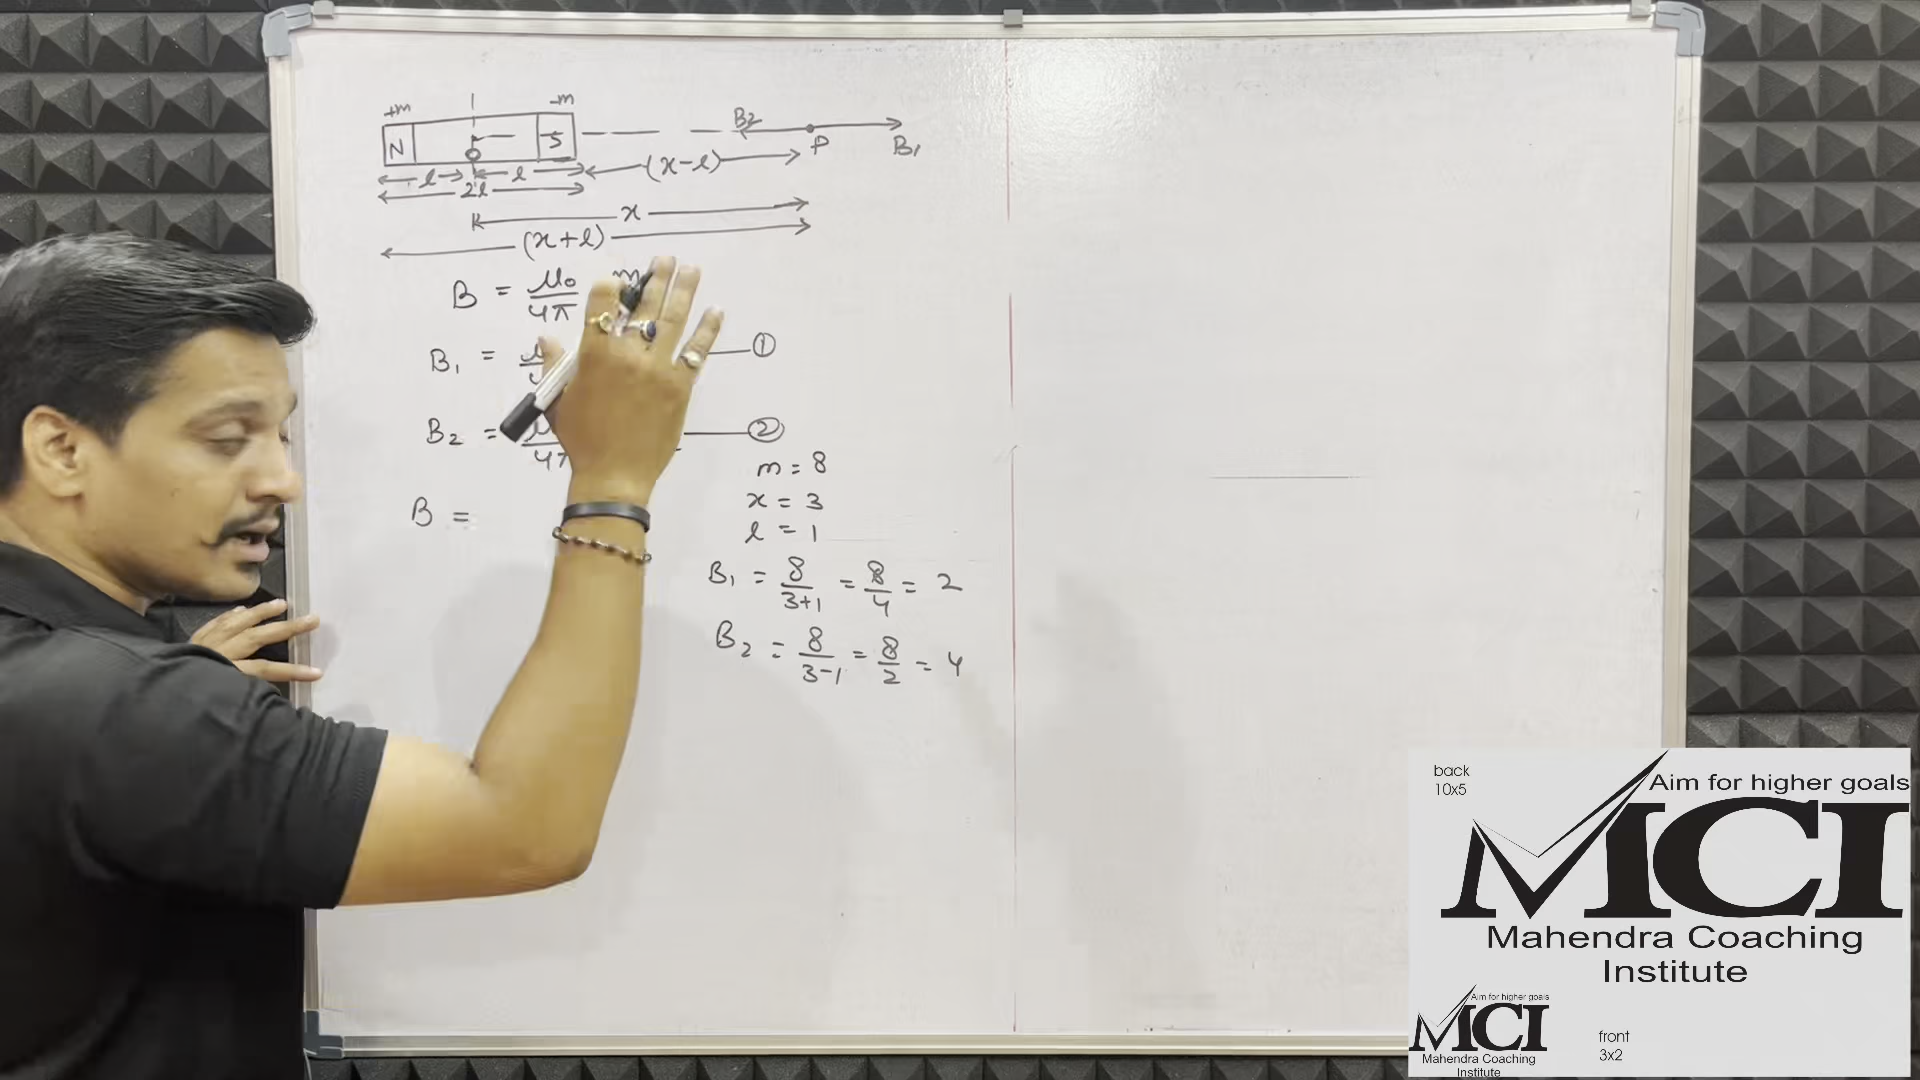 +m -m
N S B2 P B1
l l (x-l)
2l
x
(x+l)
B = μ0/4π m
B1 = ①
B2 = μ /4π ②
m = 8
x = 3
B =
l = 1
B1 = 8/3+1 = 8/4 = 2
B2 = 8/3-1 = 8/2 = 4
back
10x5
Aim for higher goals
MCI
Mahendra Coaching
Institute
Aim for higher goals
MCI
Mahendra Coaching
Institute
front
3x2